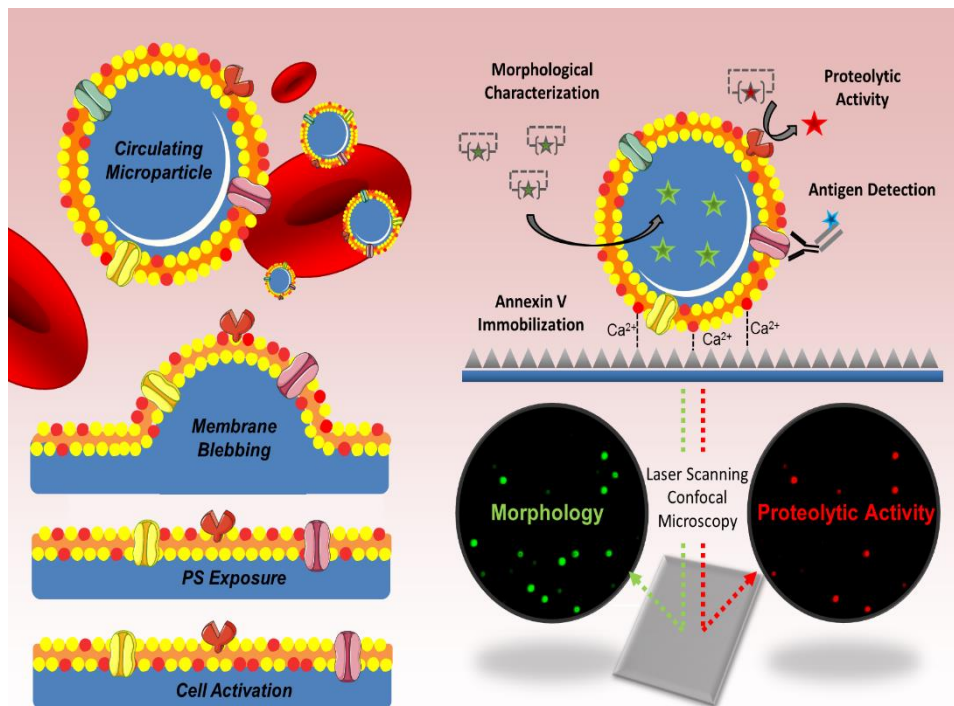 Circulating
Microparticle
Membrane
Blebbing
PS Exposure
Cell Activation
Morphological
Characterization
Proteolytic
Activity
Antigen Detection
Annexin V
Immobilization
Ca²⁺
Ca²⁺
Ca²⁺
Laser Scanning
Confocal
Microscopy
Morphology
Proteolytic Activity